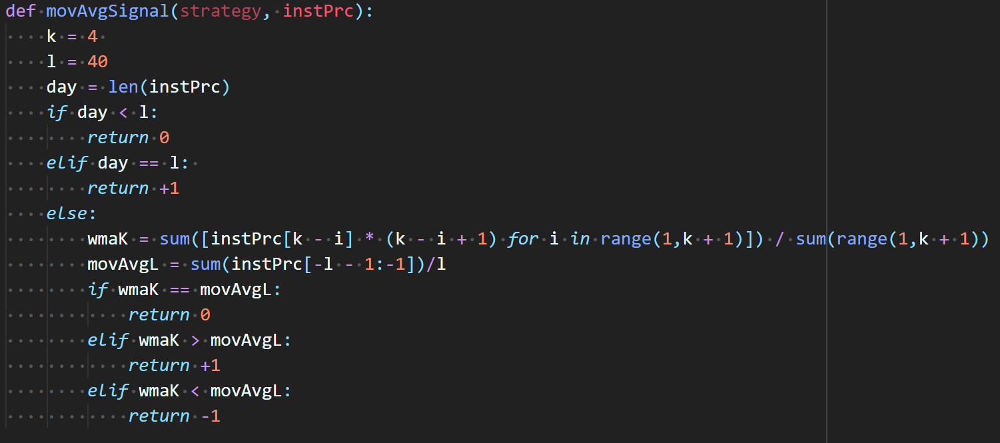 def movAvgSignal(strategy, instPrc):
    k = 4
    l = 40
    day = len(instPrc)
    if day < l:
        return 0
    elif day == l:
        return +1
    else:
        wmaK = sum([instPrc[k - i] * (k - i + 1) for i in range(1,k + 1)]) / sum(range(1,k + 1))
        movAvgL = sum(instPrc[-l - 1:-1])/l
        if wmaK == movAvgL:
            return 0
        elif wmaK > movAvgL:
            return +1
        elif wmaK < movAvgL:
            return -1